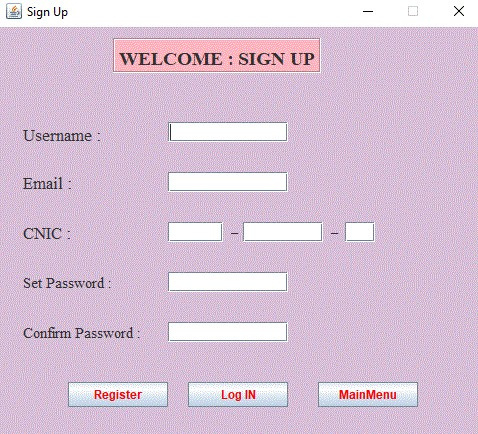 Sign Up
WELCOME : SIGN UP
Username :
Email :
CNIC : – –
Set Password :
Confirm Password :
Register Log IN MainMenu